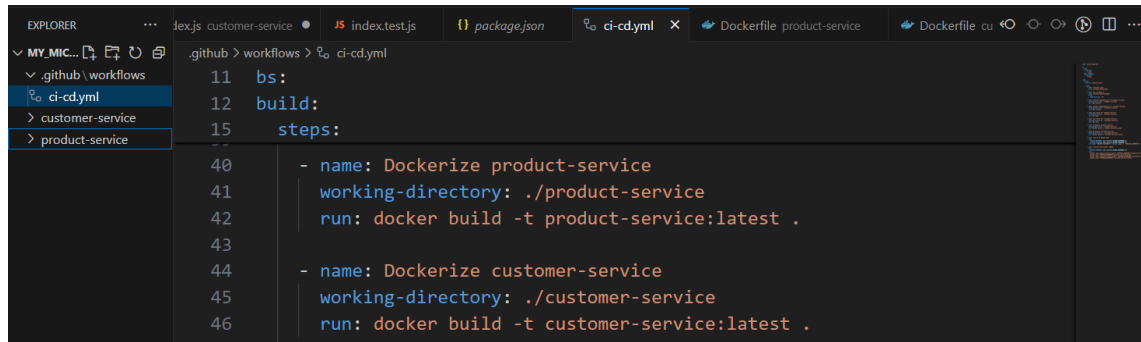 EXPLORER ··· dex.js customer-service ● JS index.test.js {} package.json ci-cd.yml × Dockerfile product-service Dockerfile cu ···
MY_MIC... .github > workflows > ci-cd.yml
.github\workflows
ci-cd.yml
customer-service
product-service
11 bs:
12 build:
15 steps:
40 - name: Dockerize product-service
41 working-directory: ./product-service
42 run: docker build -t product-service:latest .
43
44 - name: Dockerize customer-service
45 working-directory: ./customer-service
46 run: docker build -t customer-service:latest .